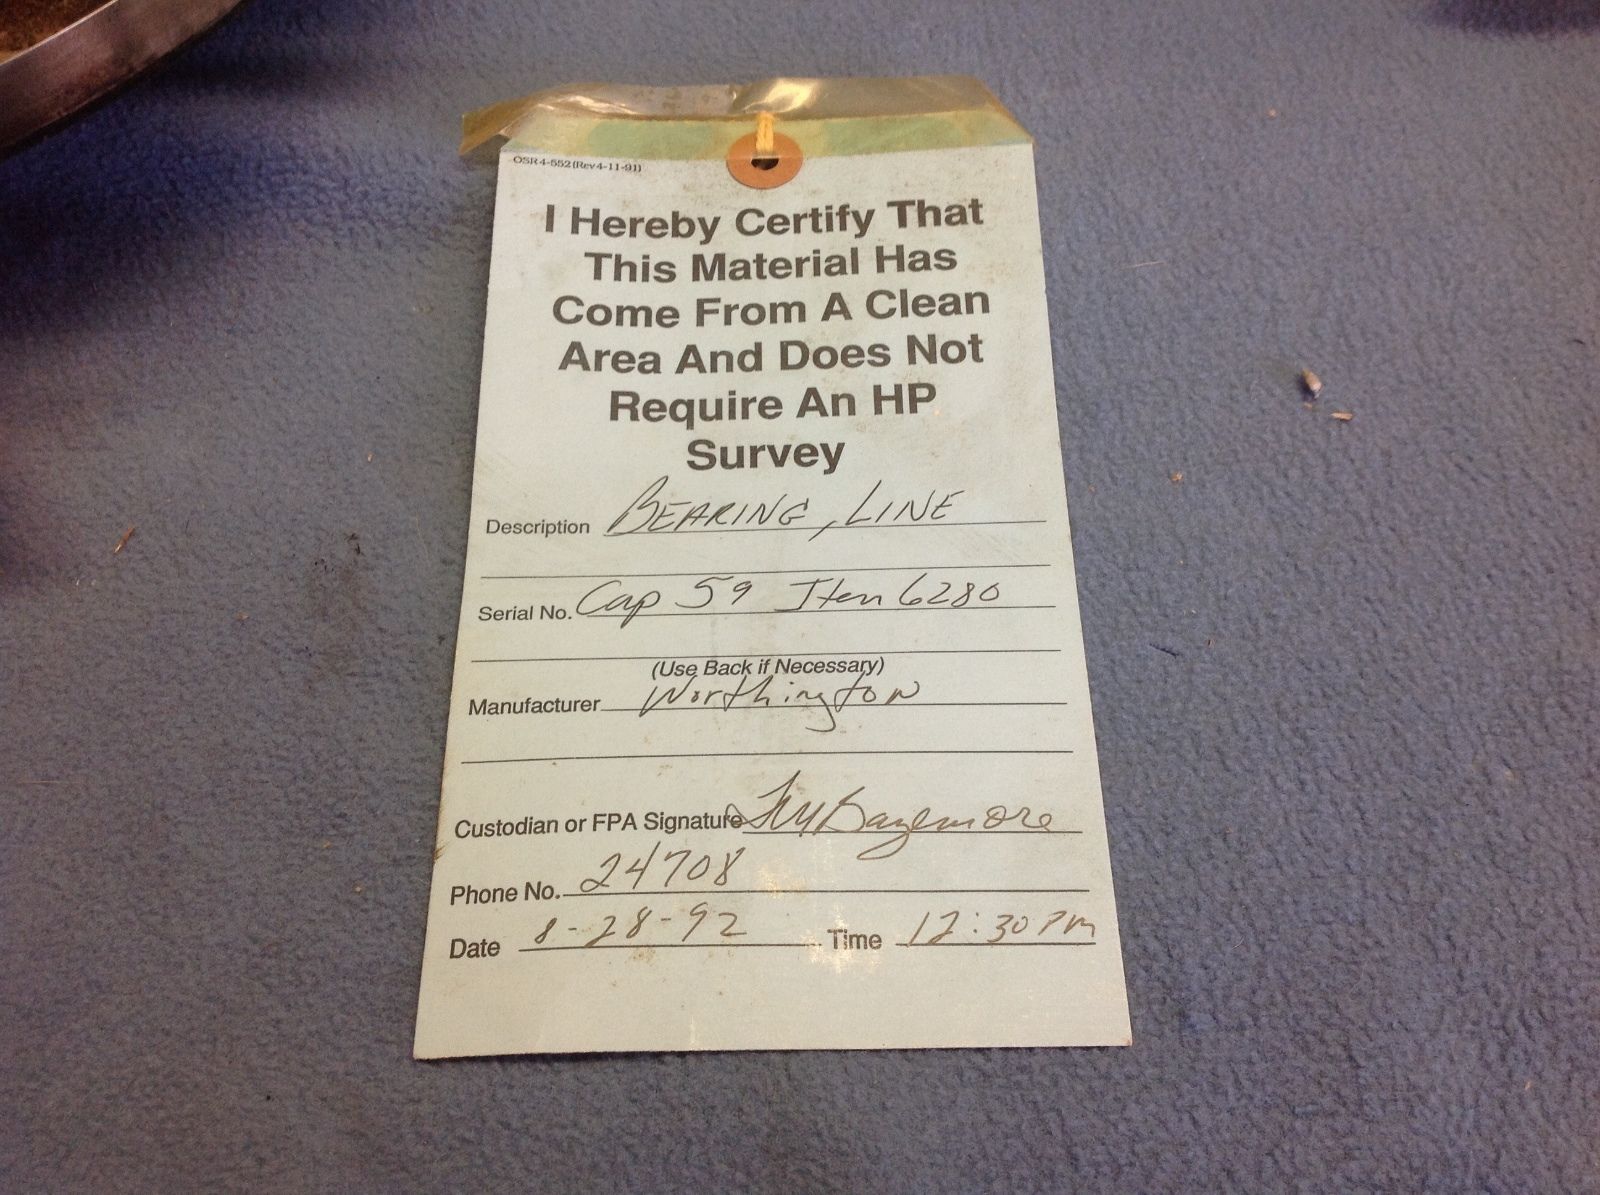 OSR 4-552 (Rev 4-11-91)
I Hereby Certify That
This Material Has
Come From A Clean
Area And Does Not
Require An HP
Survey
Description BEARING, LINE
Serial No. Cap 59 Item 6280
(Use Back if Necessary)
Manufacturer Worthington
Custodian or FPA Signature Bazemore
Phone No. 24708
Date 8-28-92 Time 12:30 PM